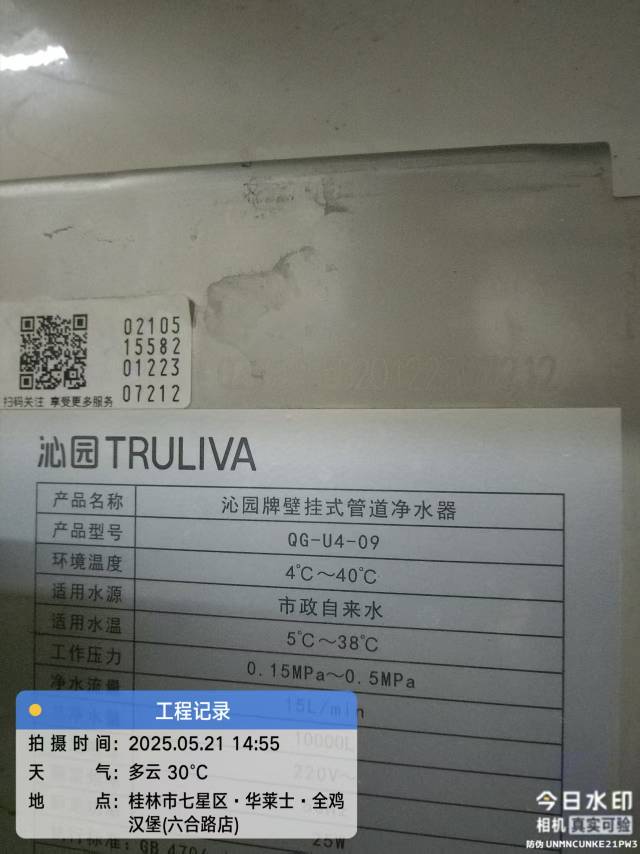 02105
15582
01223
07212
扫码关注 享受更多服务
沁园 TRULIVA
产品名称 沁园牌壁挂式管道净水器
产品型号 QG-U4-09
环境温度 4℃~40℃
适用水源 市政自来水
适用水温 5℃~38℃
工作压力 0.15MPa~0.5MPa
净水流量 15L/min
10000L
220V~
25W
工程记录
拍摄时间：2025.05.21 14:55
天气：多云 30℃
地点：桂林市七星区·华莱士·全鸡
汉堡(六合路店)
今日水印
相机 真实可验
防伪 UNMNCUNKE21PW3